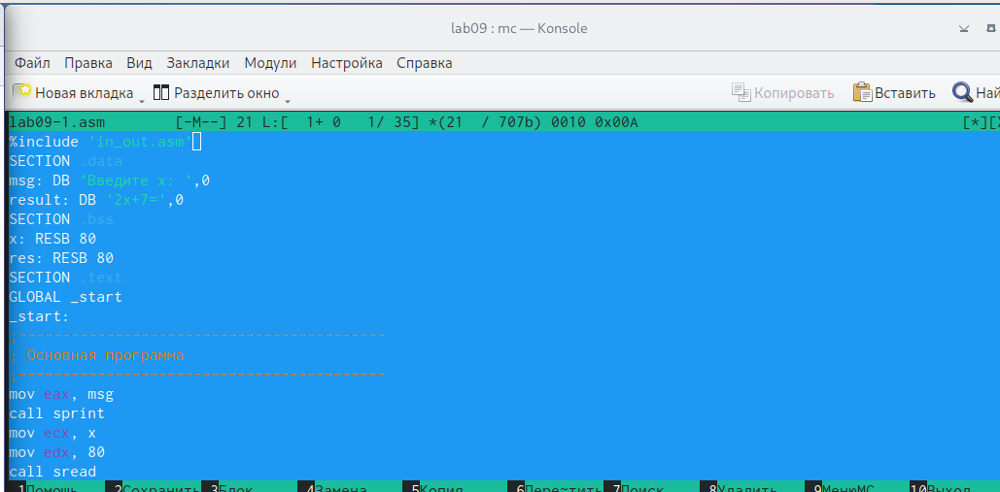 lab09 : mc — Konsole
Файл Правка Вид Закладки Модули Настройка Справка
Новая вкладка Разделить окно Копировать Вставить Най
lab09-1.asm [-M--] 21 L:[ 1+ 0 1/ 35] *(21 / 707b) 0010 0x00A [*][X
%include 'in_out.asm'
SECTION .data
msg: DB 'Введите x: ',0
result: DB '2x+7=',0
SECTION .bss
x: RESB 80
res: RESB 80
SECTION .text
GLOBAL _start
_start:
;------------------------------------------
; Основная программа
;------------------------------------------
mov eax, msg
call sprint
mov ecx, x
mov edx, 80
call sread
1Помощь 2Сохранить 3Блок 4Замена 5Копия 6Пере~тить 7Поиск 8Удалить 9МенюMC 10Выход